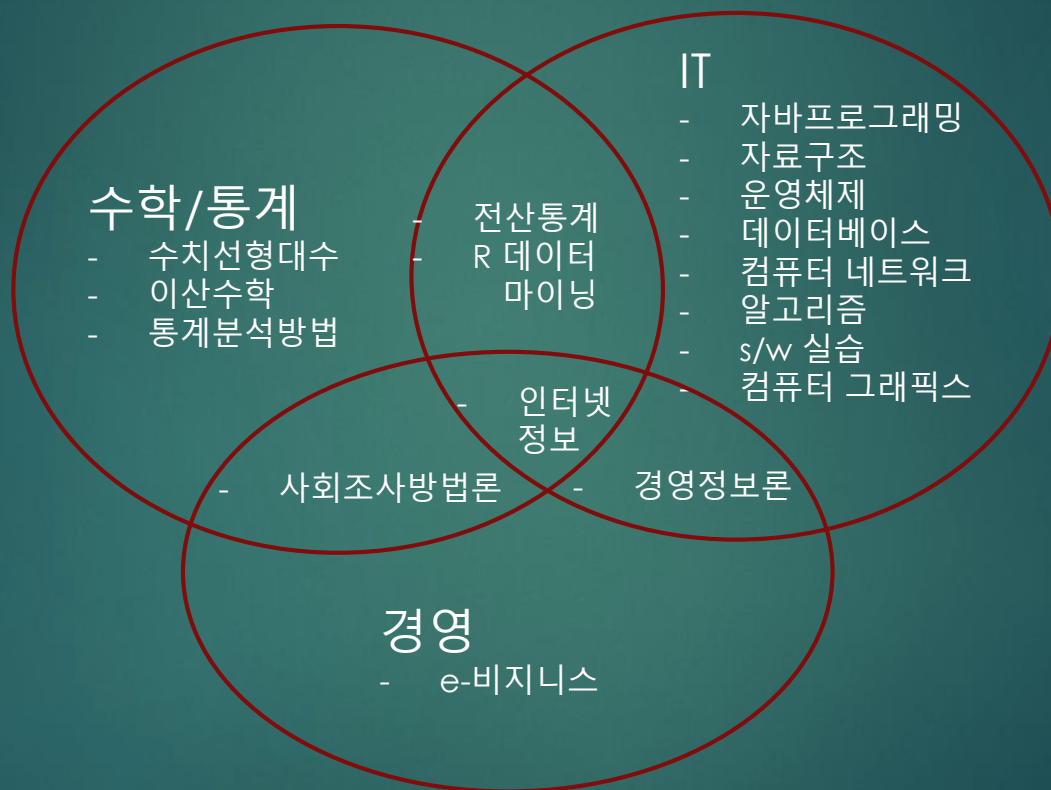 수학/통계
- 수치선형대수
- 이산수학
- 통계분석방법
- 전산통계
- R 데이터
마이닝
IT
- 자바프로그래밍
- 자료구조
- 운영체제
- 데이터베이스
- 컴퓨터 네트워크
- 알고리즘
- s/w 실습
- 컴퓨터 그래픽스
- 인터넷
정보
- 사회조사방법론
- 경영정보론
경영
- e-비지니스